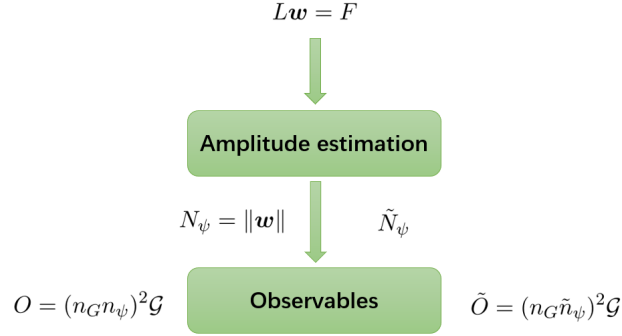 L𝒘 = F
Amplitude estimation
N_ψ = ‖𝒘‖ Ñ_ψ
Observables
O = (n_G n_ψ)² 𝒢
Õ = (n_G ñ_ψ)² 𝒢